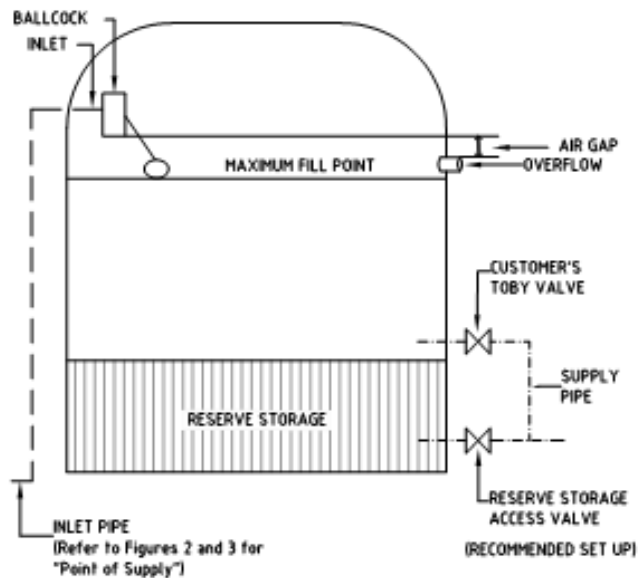 BALLCOCK
INLET
AIR GAP
MAXIMUM FILL POINT
OVERFLOW
CUSTOMER'S
TOBY VALVE
SUPPLY
PIPE
RESERVE STORAGE
INLET PIPE
(Refer to Figures 2 and 3 for
"Point of Supply")
RESERVE STORAGE
ACCESS VALVE
(RECOMMENDED SET UP)